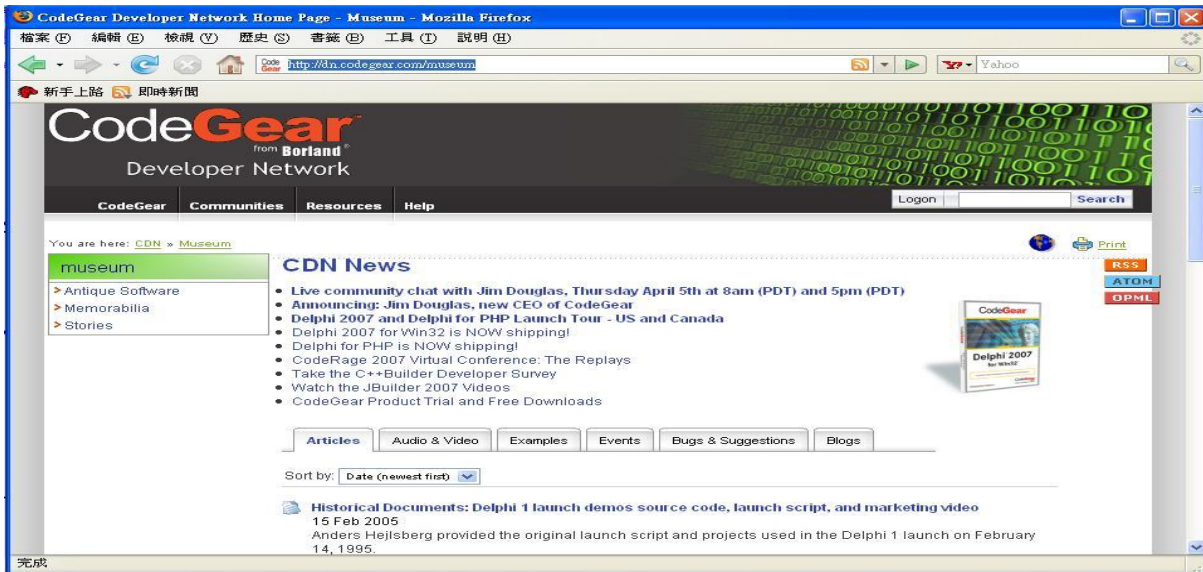 CodeGear Developer Network Home Page - Museum - Mozilla Firefox
檔案(F) 編輯(E) 檢視(V) 歷史(S) 書籤(B) 工具(T) 說明(H)
http://dn.codegear.com/museum
Yahoo
新手上路 即時新聞
CodeGear
from Borland
Developer Network
CodeGear Communities Resources Help
Logon Search
You are here: CDN » Museum
Print
museum
Antique Software
Memorabilia
Stories
CDN News
Live community chat with Jim Douglas, Thursday April 5th at 8am (PDT) and 5pm (PDT)
Announcing: Jim Douglas, new CEO of CodeGear
Delphi 2007 and Delphi for PHP Launch Tour - US and Canada
Delphi 2007 for Win32 is NOW shipping!
Delphi for PHP is NOW shipping!
CodeRage 2007 Virtual Conference: The Replays
Take the C++Builder Developer Survey
Watch the JBuilder 2007 Videos
CodeGear Product Trial and Free Downloads
RSS
ATOM
OPML
CodeGear
Delphi 2007
for Win32
Articles Audio & Video Examples Events Bugs & Suggestions Blogs
Sort by: Date (newest first)
Historical Documents: Delphi 1 launch demos source code, launch script, and marketing video
15 Feb 2005
Anders Hejlsberg provided the original launch script and projects used in the Delphi 1 launch on February
14, 1995.
完成